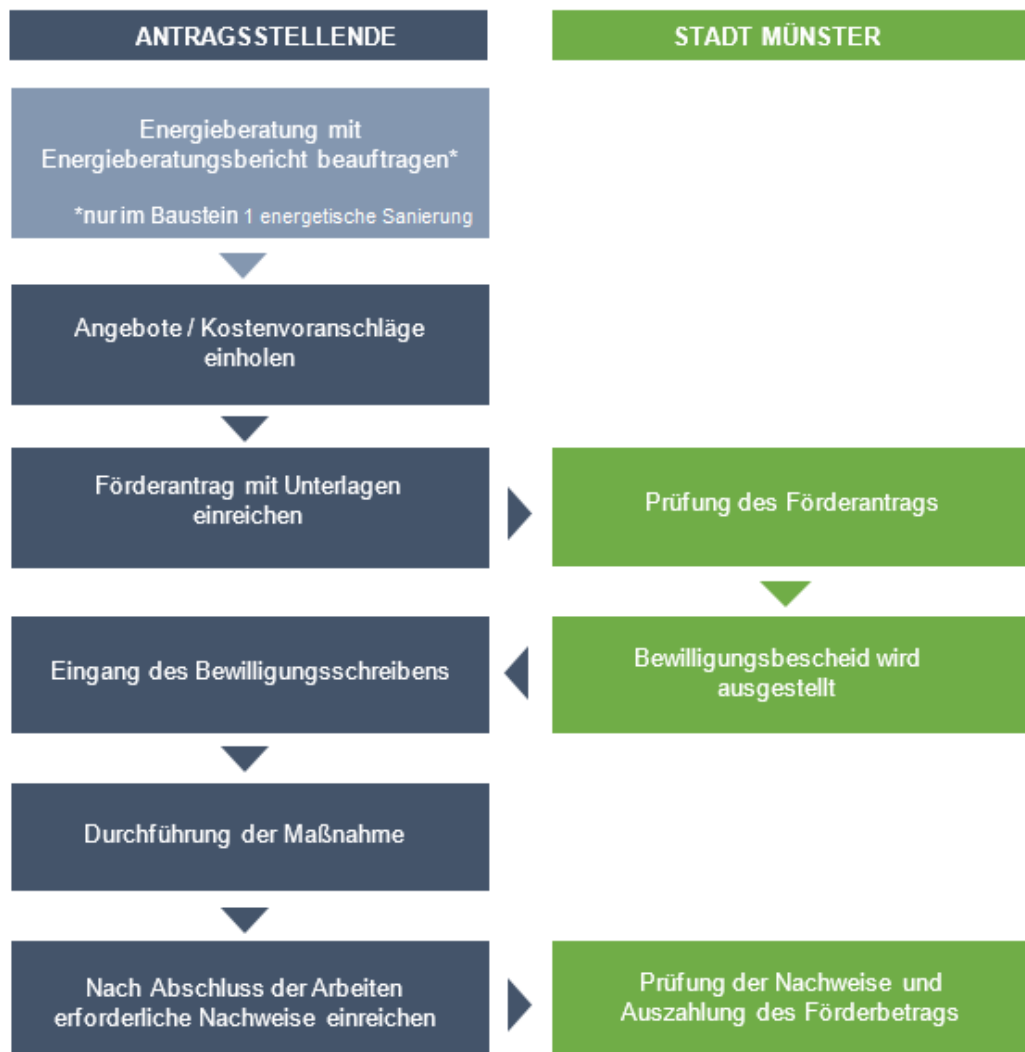 ANTRAGSSTELLENDE
STADT MÜNSTER
Energieberatung mit
Energieberatungsbericht beauftragen*
*nur im Baustein 1 energetische Sanierung
Angebote / Kostenvoranschläge
einholen
Förderantrag mit Unterlagen
einreichen
Prüfung des Förderantrags
Bewilligungsbescheid wird
ausgestellt
Eingang des Bewilligungsschreibens
Durchführung der Maßnahme
Nach Abschluss der Arbeiten
erforderliche Nachweise einreichen
Prüfung der Nachweise und
Auszahlung des Förderbetrags